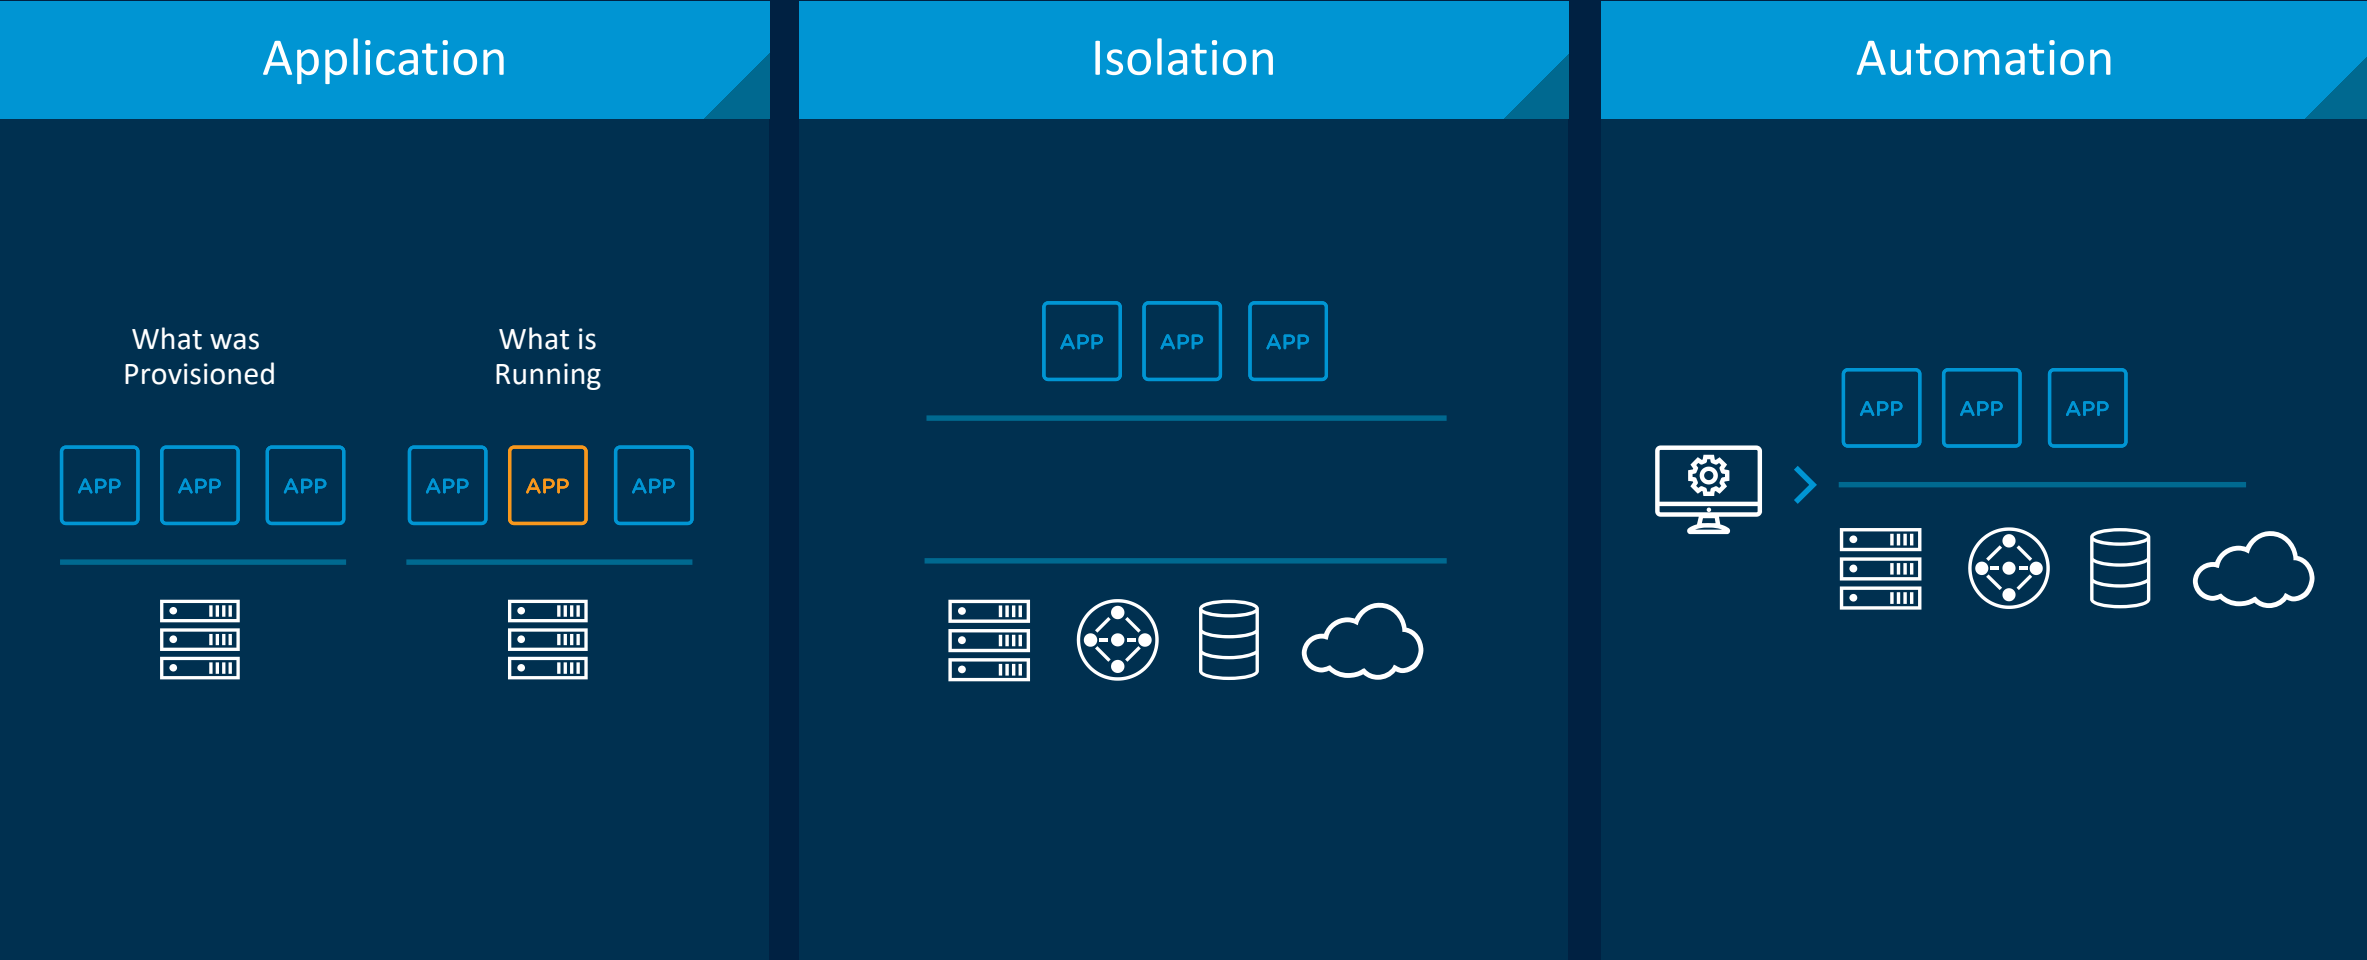 Application
What was
Provisioned
What is
Running
APP APP APP
APP APP APP
Isolation
APP APP APP
Automation
APP APP APP